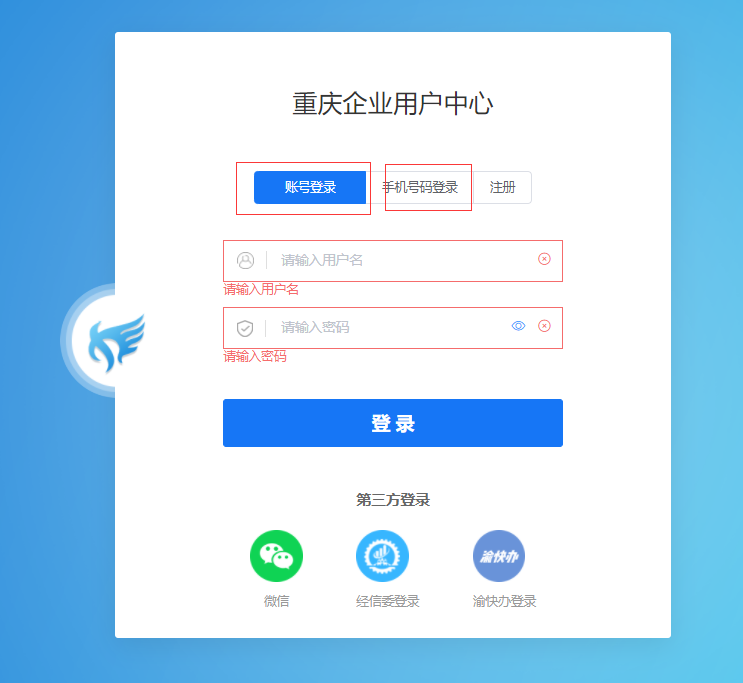 重庆企业用户中心
账号登录 手机号码登录 注册
请输入用户名
请输入用户名
请输入密码
请输入密码
登录
第三方登录
渝快办
微信 经信委登录 渝快办登录